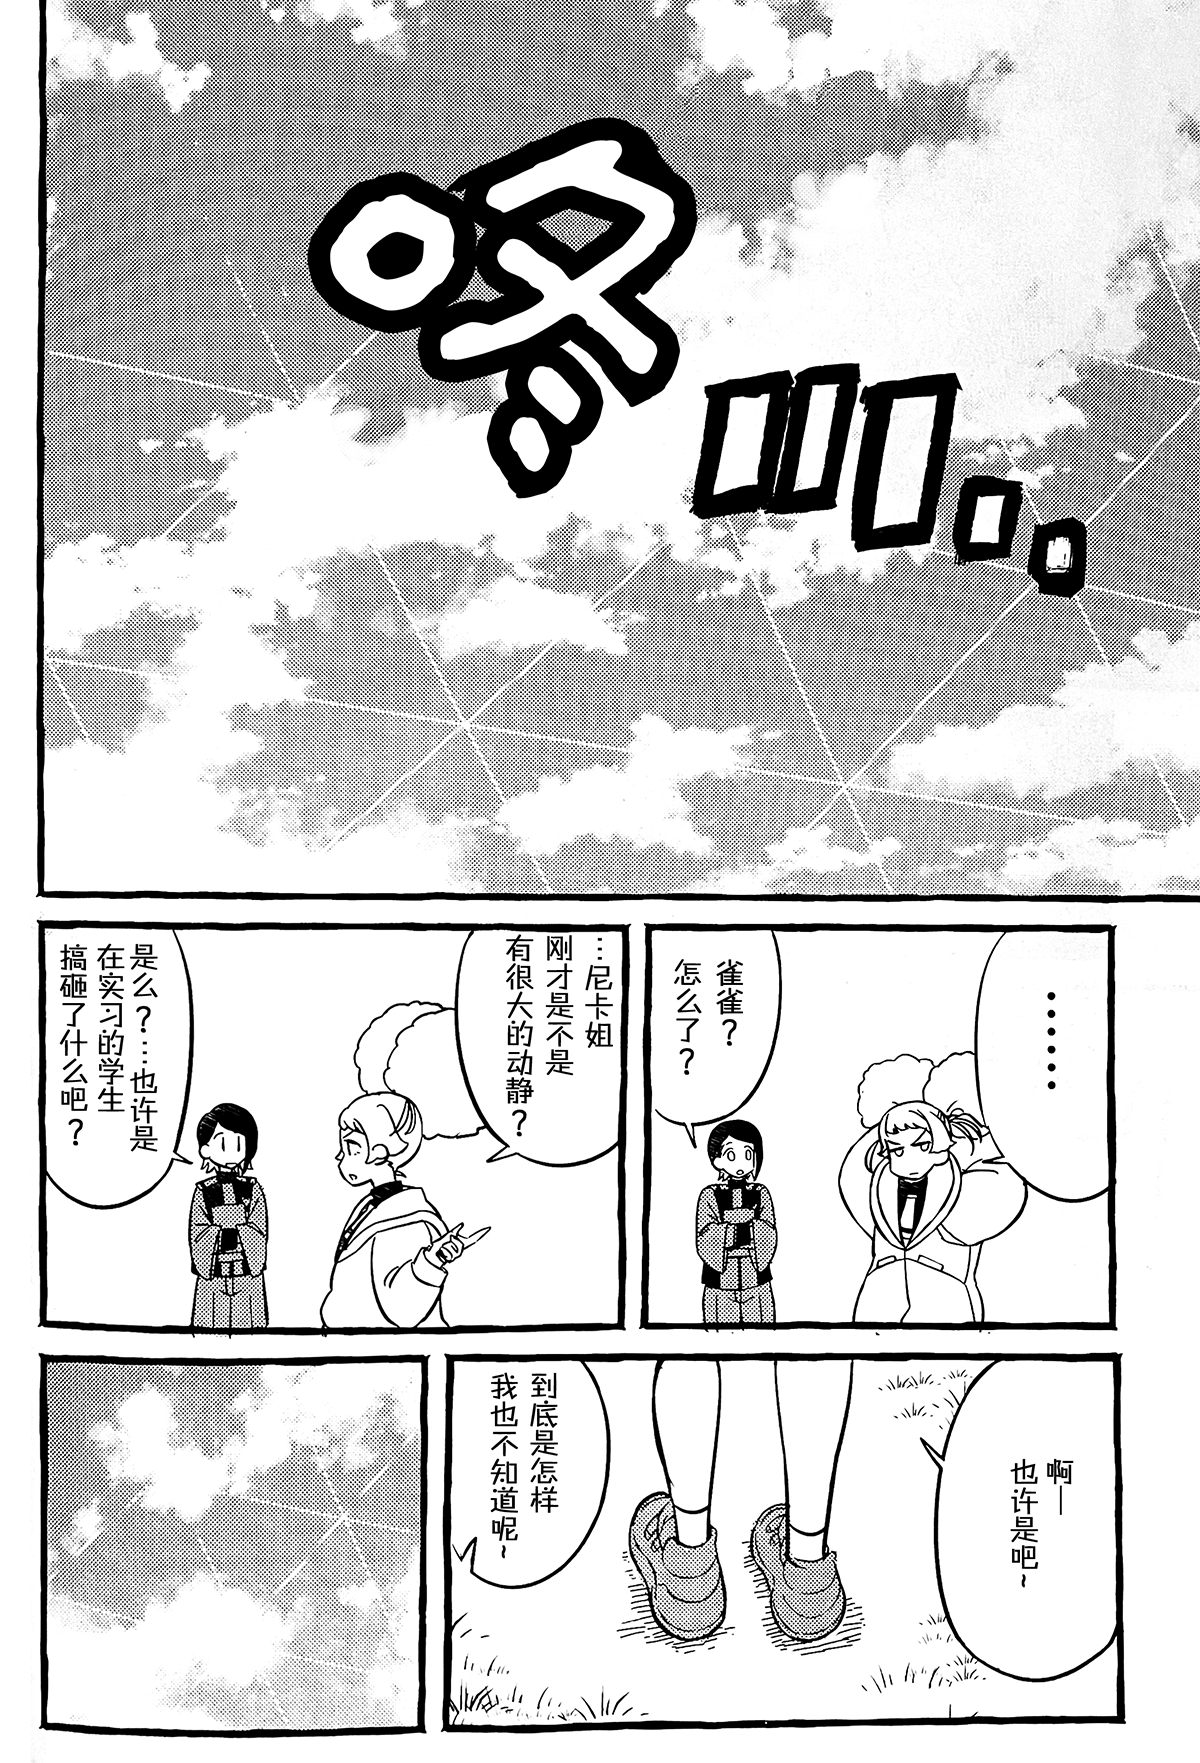 咚
……
雀雀?
怎么了?
…尼卡姐
刚才是不是
有很大的动静?
是么?…也许是
在实习的学生
搞砸了什么吧?
啊—
也许是吧~
到底是怎样
我也不知道呢~